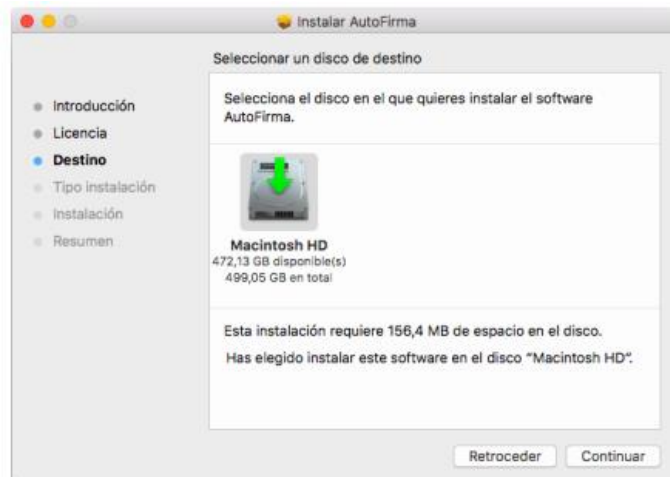 Instalar AutoFirma
Seleccionar un disco de destino
Introducción
Licencia
Destino
Tipo instalación
Instalación
Resumen
Selecciona el disco en el que quieres instalar el software
AutoFirma.
Macintosh HD
472,13 GB disponible(s)
499,05 GB en total
Esta instalación requiere 156,4 MB de espacio en el disco.
Has elegido instalar este software en el disco “Macintosh HD”.
Retroceder
Continuar